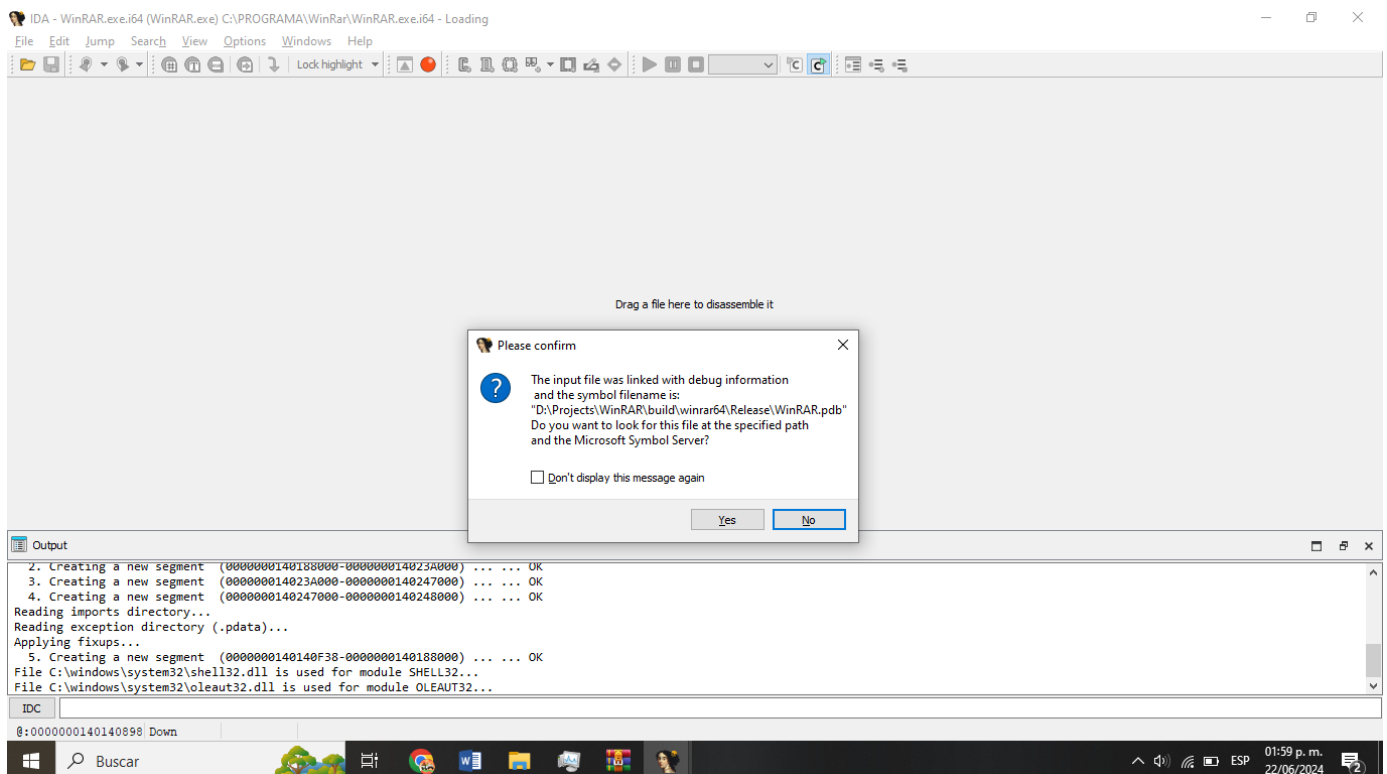 IDA - WinRAR.exe.i64 (WinRAR.exe) C:\PROGRAMA\WinRar\WinRAR.exe.i64 - Loading
File Edit Jump Search View Options Windows Help
Lock highlight
Drag a file here to disassemble it
Please confirm
The input file was linked with debug information
and the symbol filename is:
"D:\Projects\WinRAR\build\winrar64\Release\WinRAR.pdb"
Do you want to look for this file at the specified path
and the Microsoft Symbol Server?
Don't display this message again
Yes No
Output
2. Creating a new segment (0000000140188000-000000014023A000) ... ... OK
3. Creating a new segment (000000014023A000-0000000140247000) ... ... OK
4. Creating a new segment (0000000140247000-0000000140248000) ... ... OK
Reading imports directory...
Reading exception directory (.pdata)...
Applying fixups...
5. Creating a new segment (0000000140140F38-0000000140188000) ... ... OK
File C:\windows\system32\shell32.dll is used for module SHELL32...
File C:\windows\system32\oleaut32.dll is used for module OLEAUT32...
IDC
@:0000000140140898 Down
Buscar
ESP
01:59 p. m.
22/06/2024
2